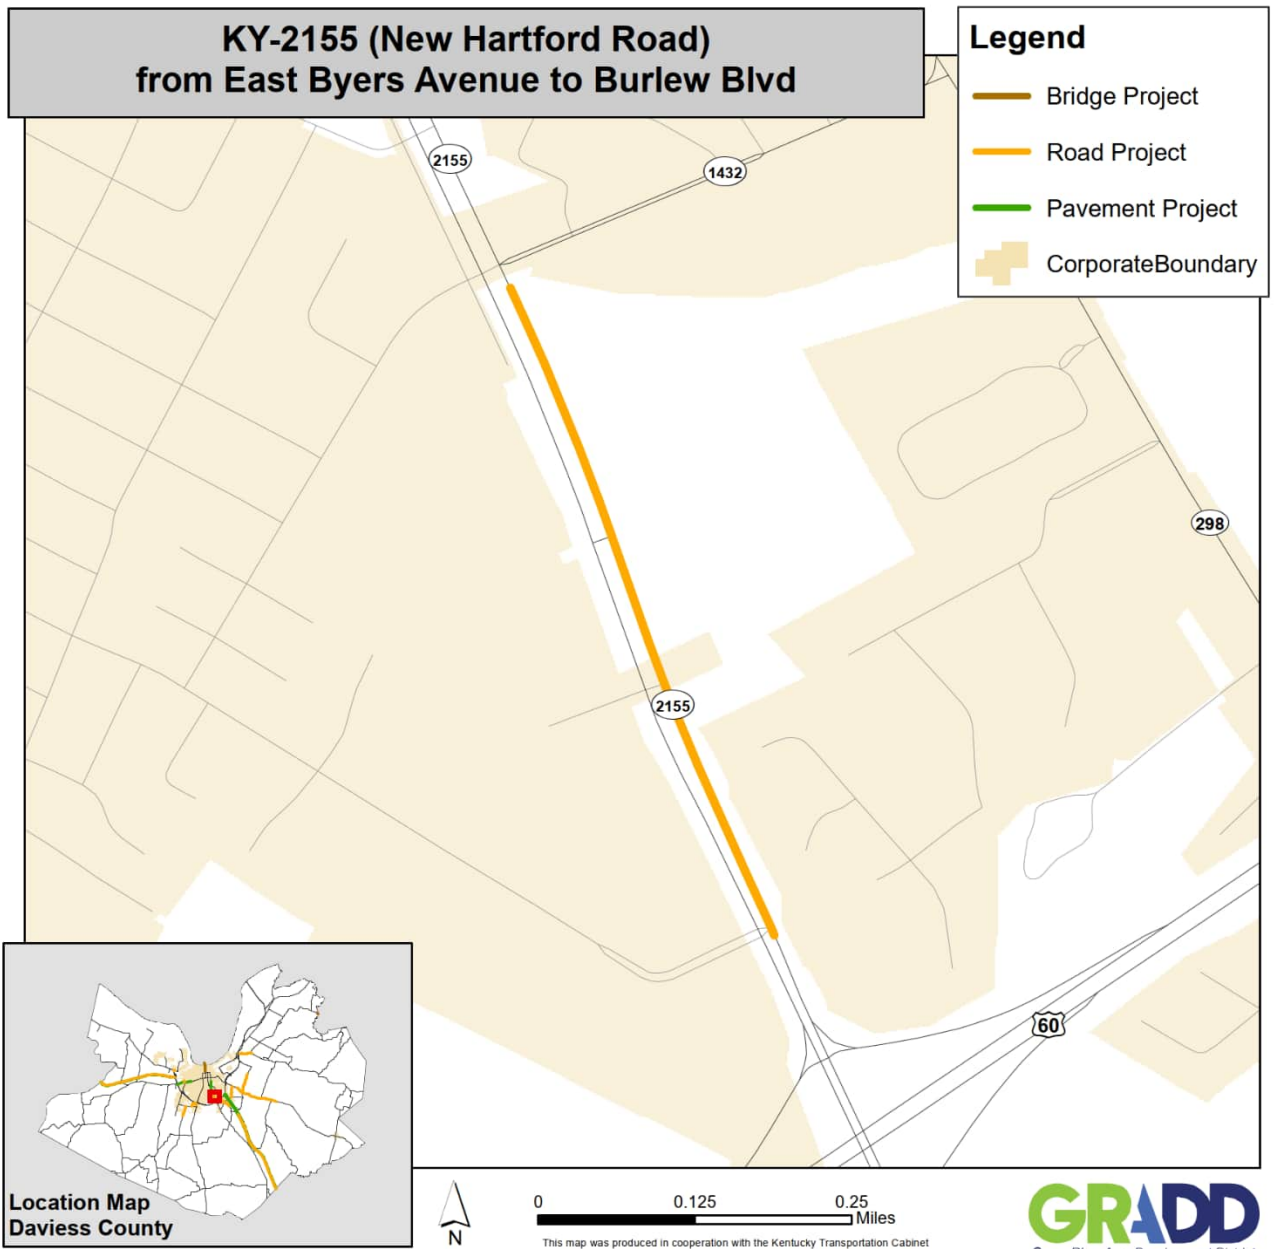 KY-2155 (New Hartford Road)
from East Byers Avenue to Burlew Blvd
Legend
Bridge Project
Road Project
Pavement Project
CorporateBoundary
2155
1432
298
2155
60
Location Map
Daviess County
N
0 0.125 0.25
Miles
This map was produced in cooperation with the Kentucky Transportation Cabinet
GRADD